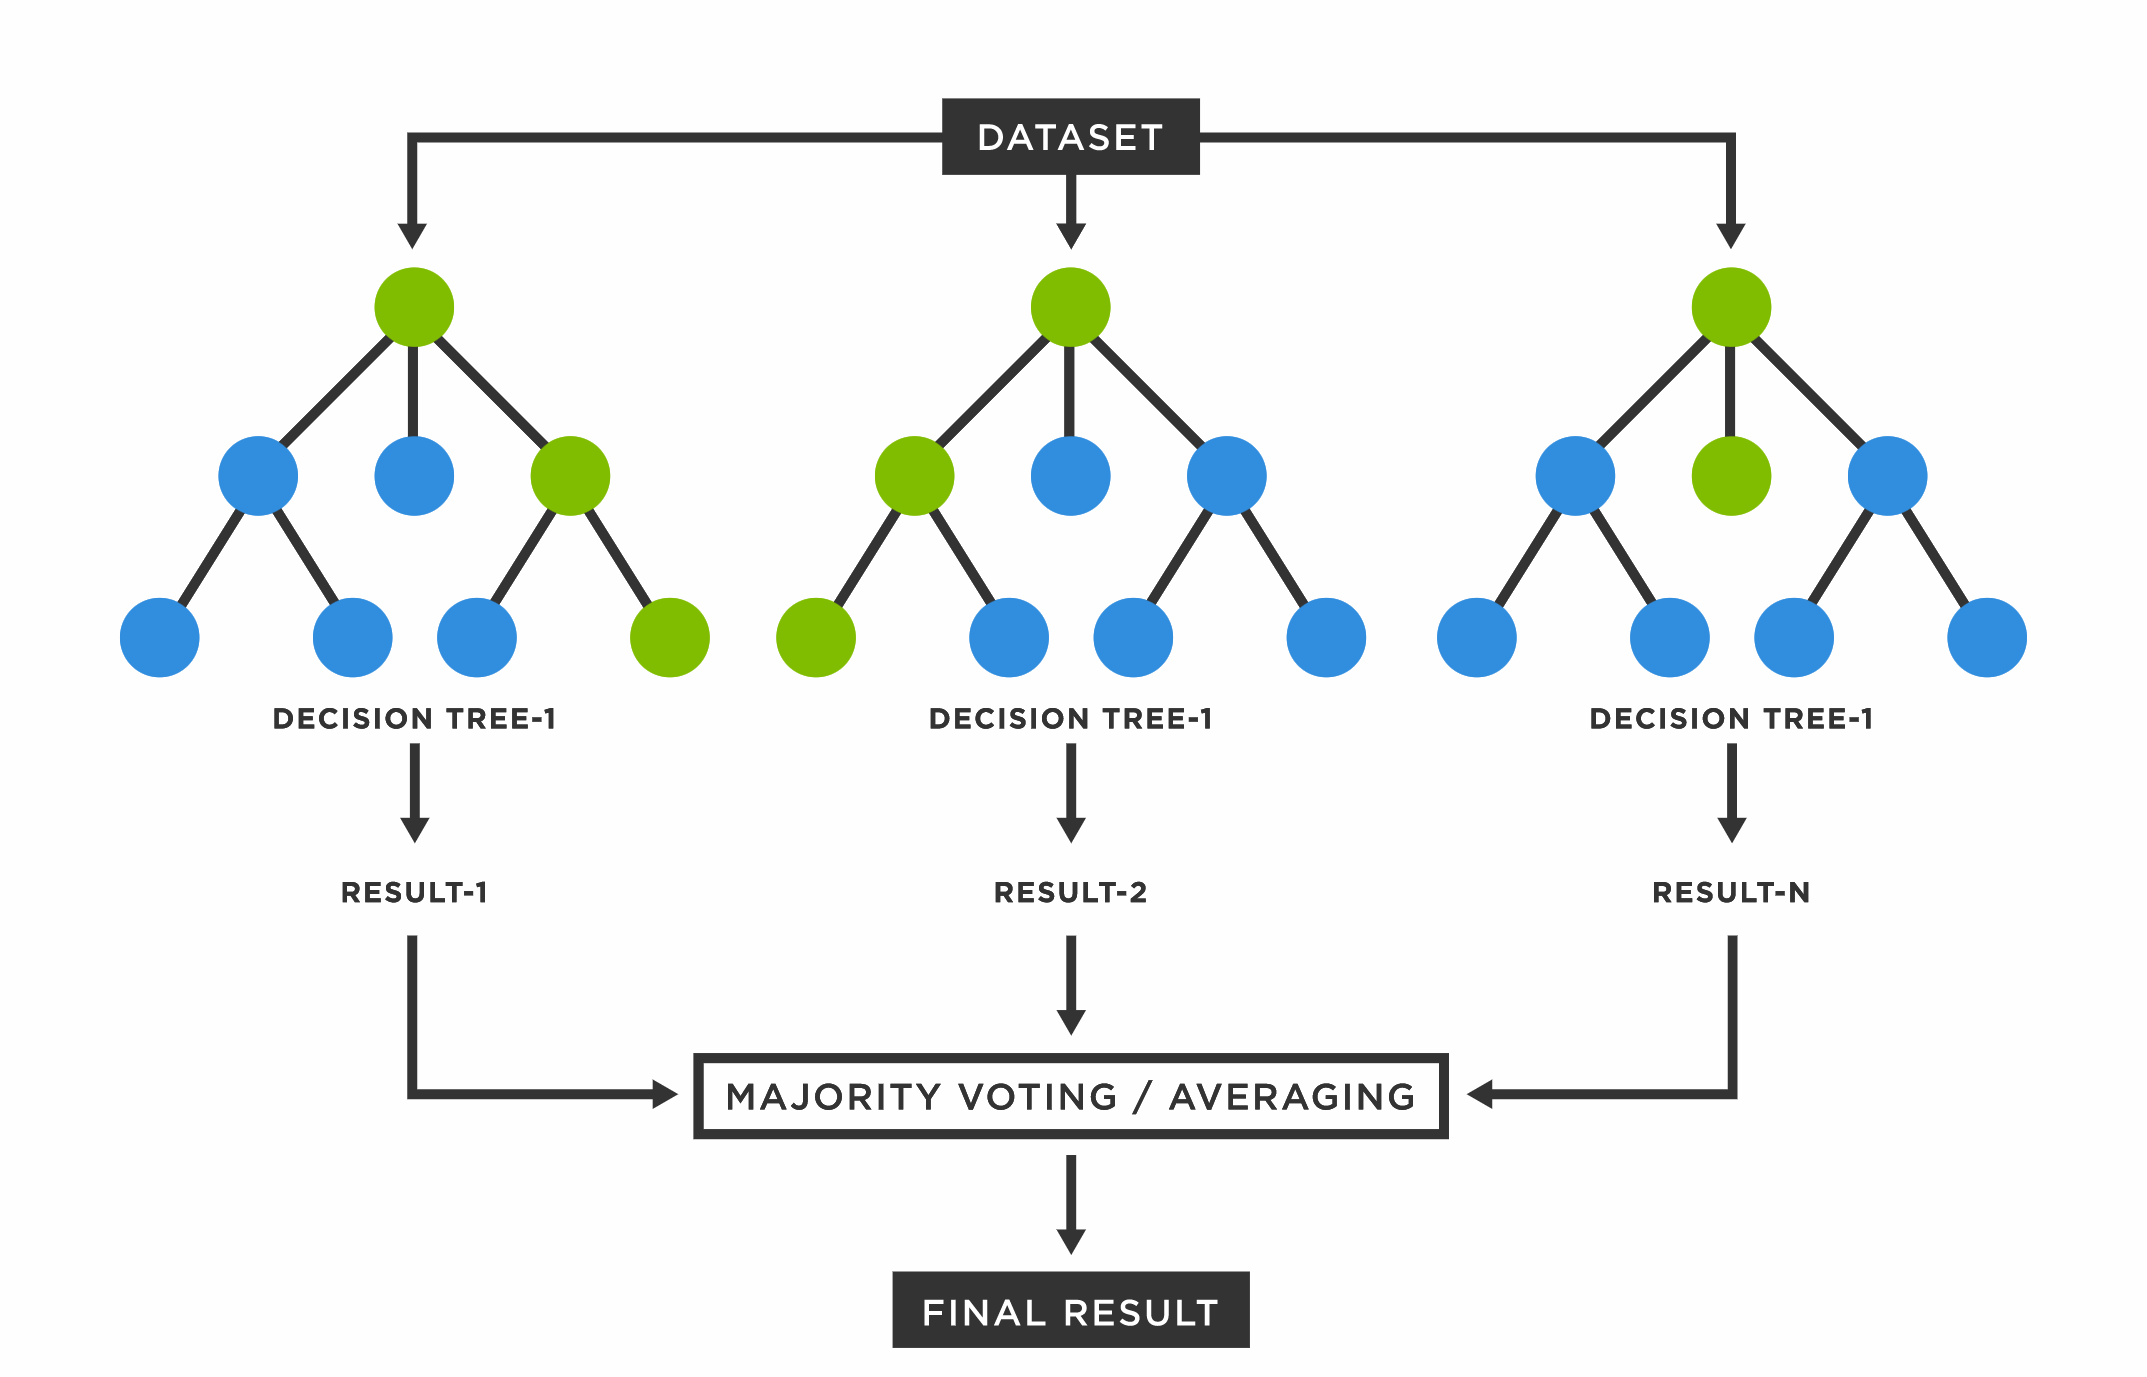 DATASET
DECISION TREE-1
DECISION TREE-1
DECISION TREE-1
RESULT-1
RESULT-2
RESULT-N
MAJORITY VOTING / AVERAGING
FINAL RESULT